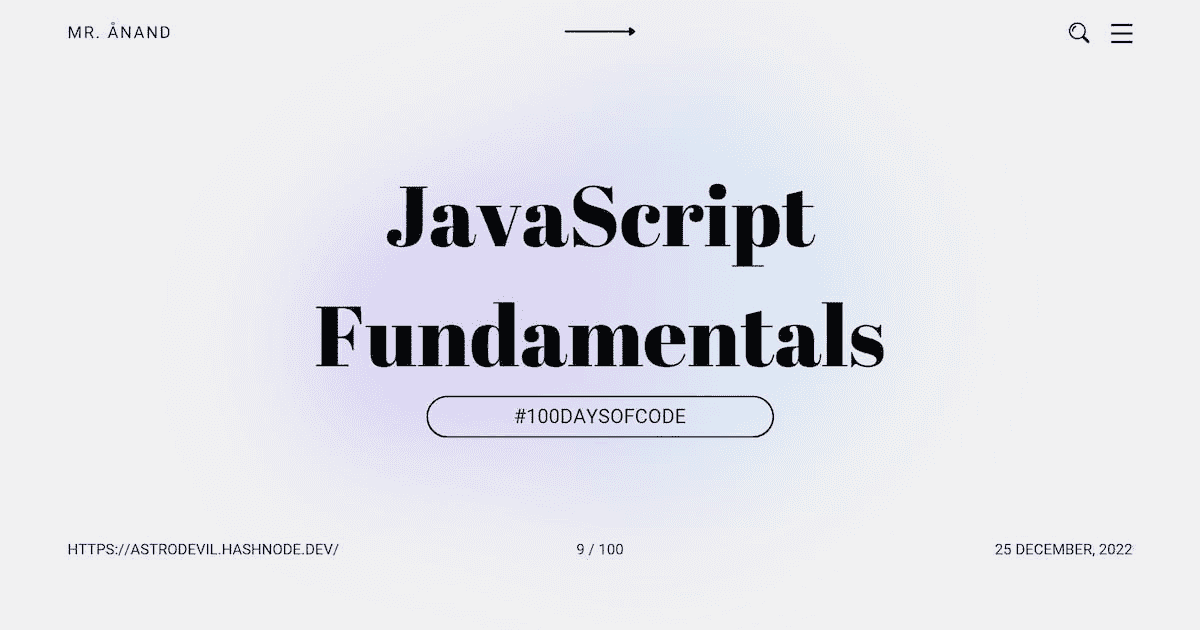 MR. ÅNAND
JavaScript
Fundamentals
#100DAYSOFCODE
HTTPS://ASTRODEVIL.HASHNODE.DEV/
9 / 100
25 DECEMBER, 2022